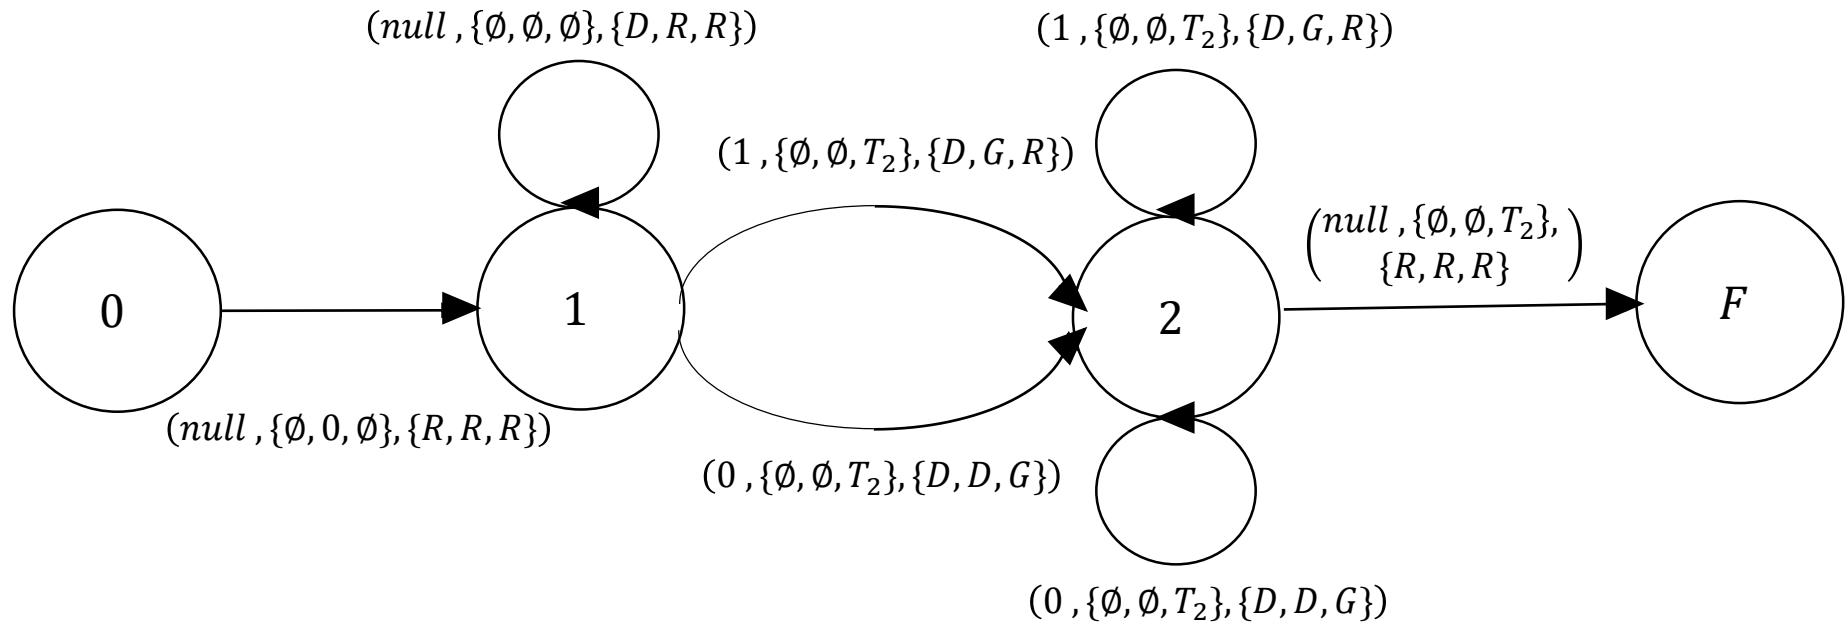 (null , {∅, ∅, ∅}, {D, R, R})
(1 , {∅, ∅, T₂}, {D, G, R})
(1 , {∅, ∅, T₂}, {D, G, R})
(null , {∅, ∅, T₂},
{R, R, R})
0
1
2
F
(null , {∅, 0, ∅}, {R, R, R})
(0 , {∅, ∅, T₂}, {D, D, G})
(0 , {∅, ∅, T₂}, {D, D, G})